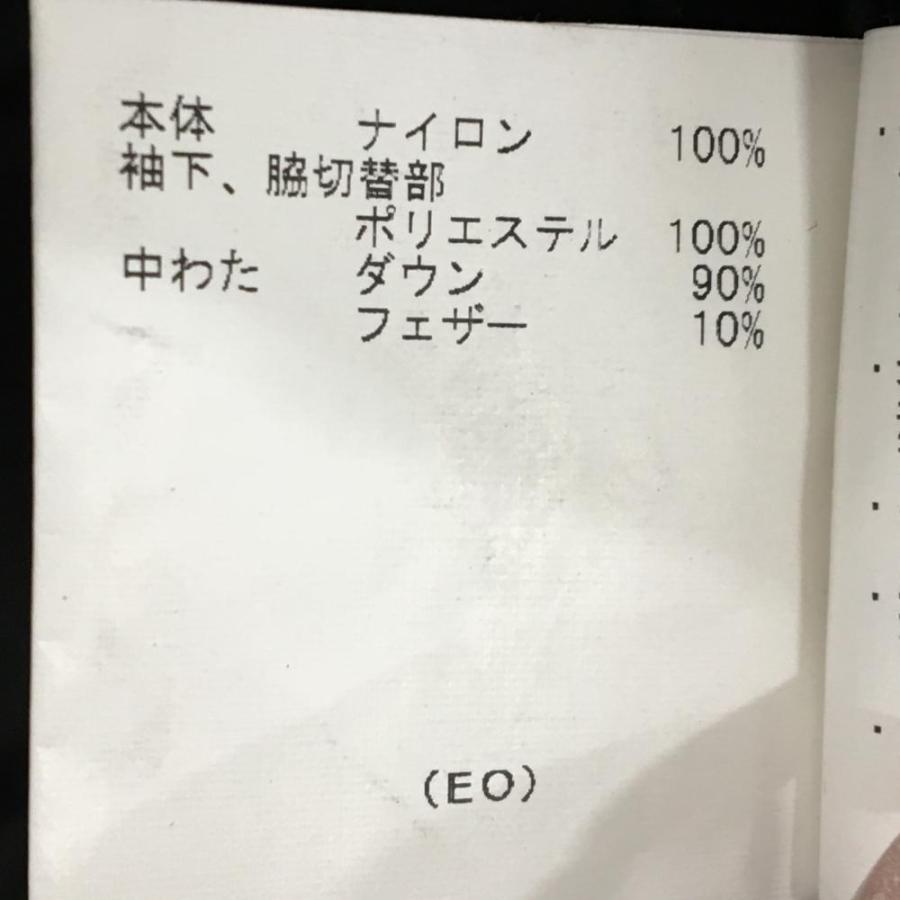 本体 ナイロン 100%
袖下、脇切替部
ポリエステル 100%
中わた ダウン 90%
フェザー 10%
(EO)